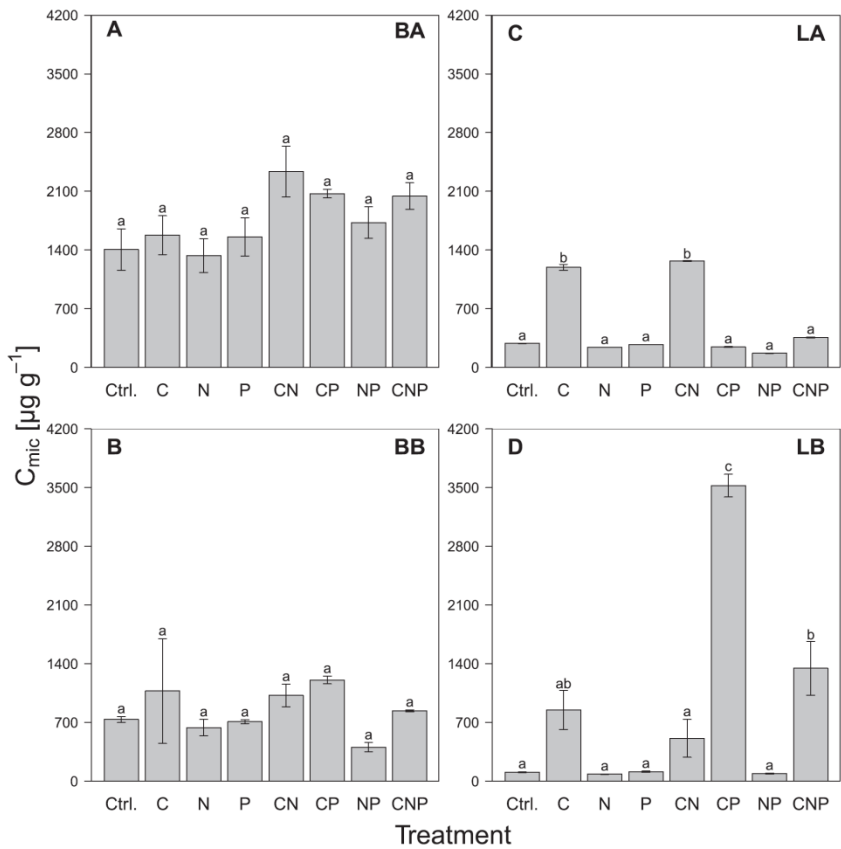 C_mic [µg g⁻¹]
A BA
4200
3500
2800
2100
1400
700
0
a a a a a a a a
Ctrl. C N P CN CP NP CNP
C LA
4200
3500
2800
2100
1400
700
0
a b a a b a a a
Ctrl. C N P CN CP NP CNP
B BB
4200
3500
2800
2100
1400
700
0
a a a a a a a a
Ctrl. C N P CN CP NP CNP
D LB
4200
3500
2800
2100
1400
700
0
a ab a a a c a b
Ctrl. C N P CN CP NP CNP
Treatment